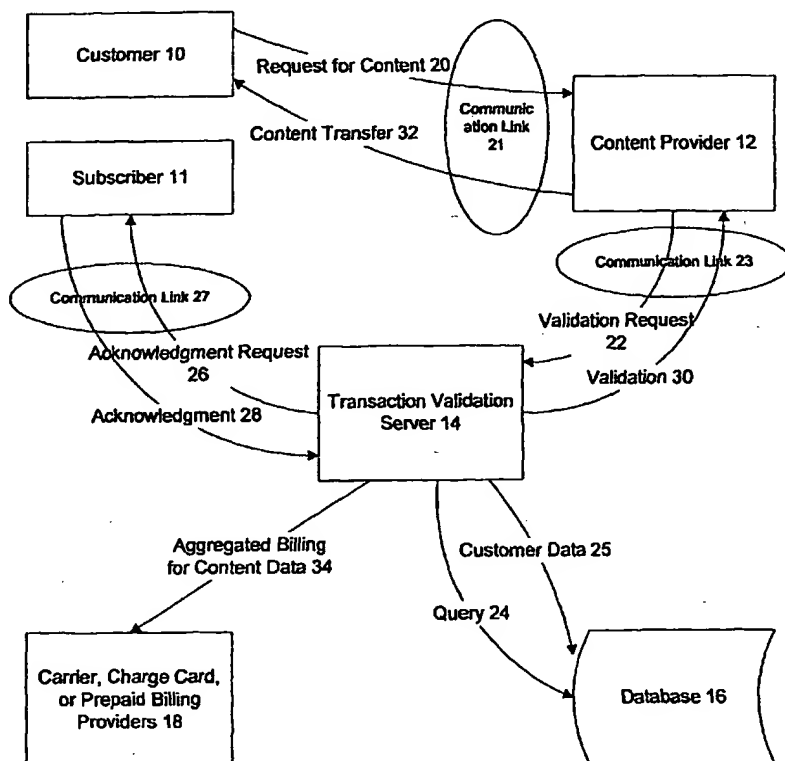 Customer 10
Request for Content 20
Communic
ation Link
21
Content Transfer 32
Content Provider 12
Subscriber 11
Communication Link 27
Communication Link 23
Validation Request
22
Acknowledgment Request
26
Validation 30
Transaction Validation
Server 14
Acknowledgment 28
Aggregated Billing
for Content Data 34
Customer Data 25
Query 24
Carrier, Charge Card,
or Prepaid Billing
Providers 18
Database 16